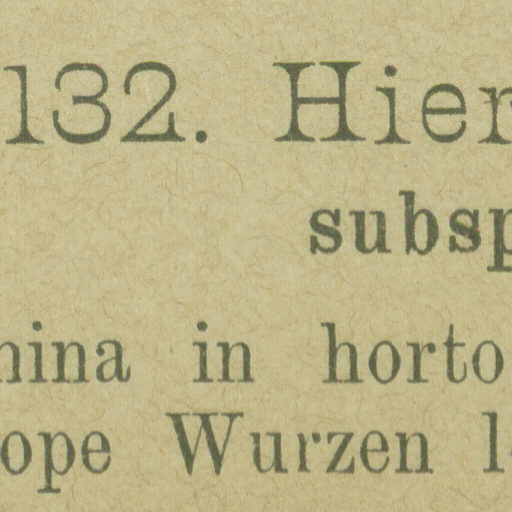 132. Hier
subsp
mina in horto
ope Wurzen l